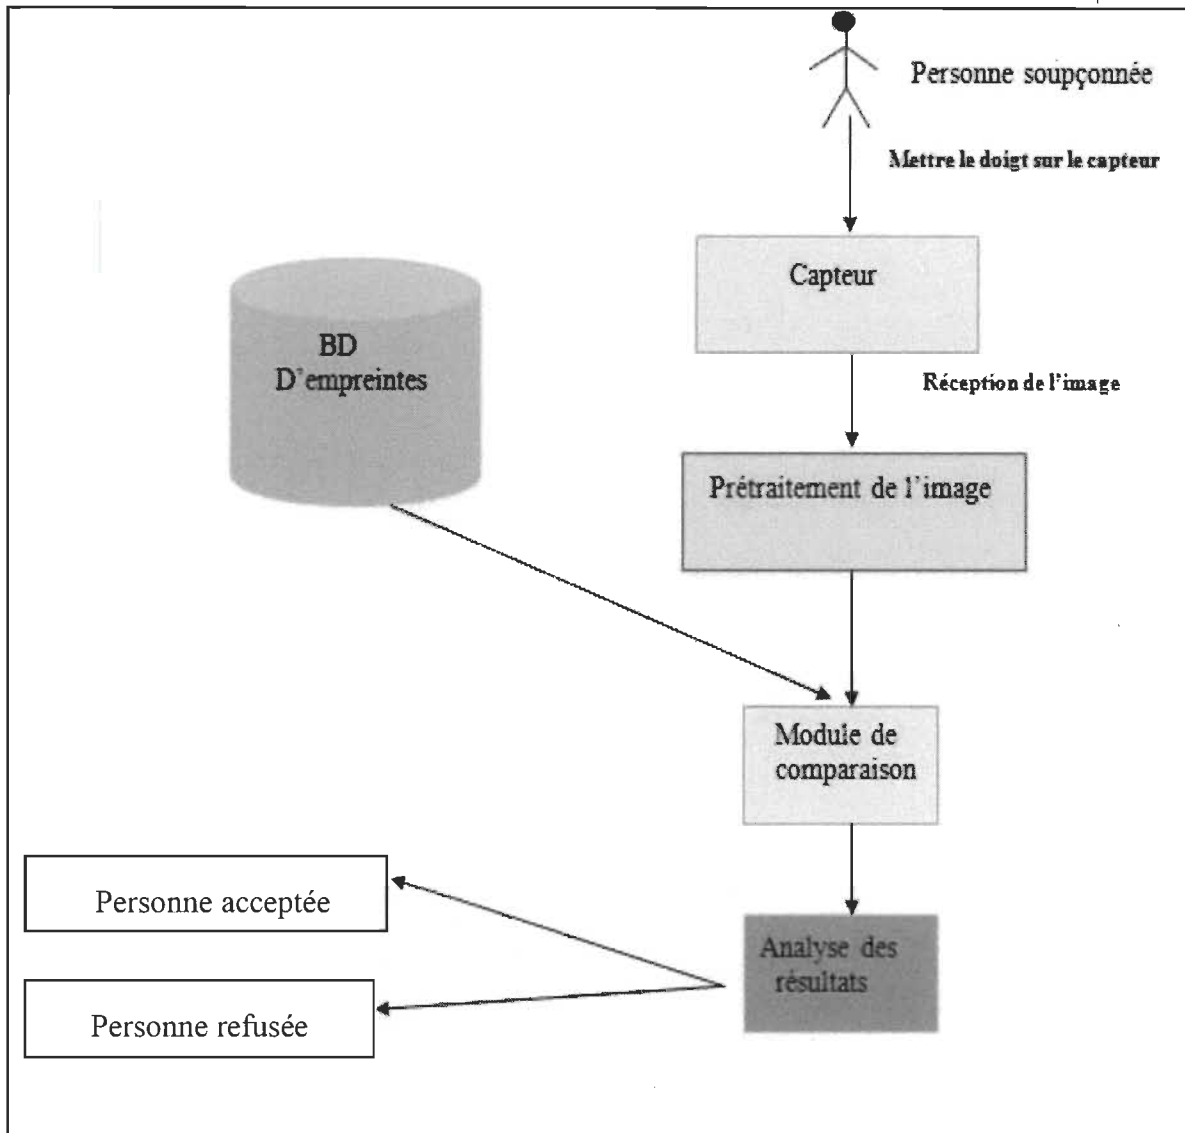 Personne soupçonnée
Mettre le doigt sur le capteur
Capteur
BD
D'empreintes
Réception de l'image
Prétraitement de l'image
Module de
comparaison
Personne acceptée
Analyse des
résultats
Personne refusée